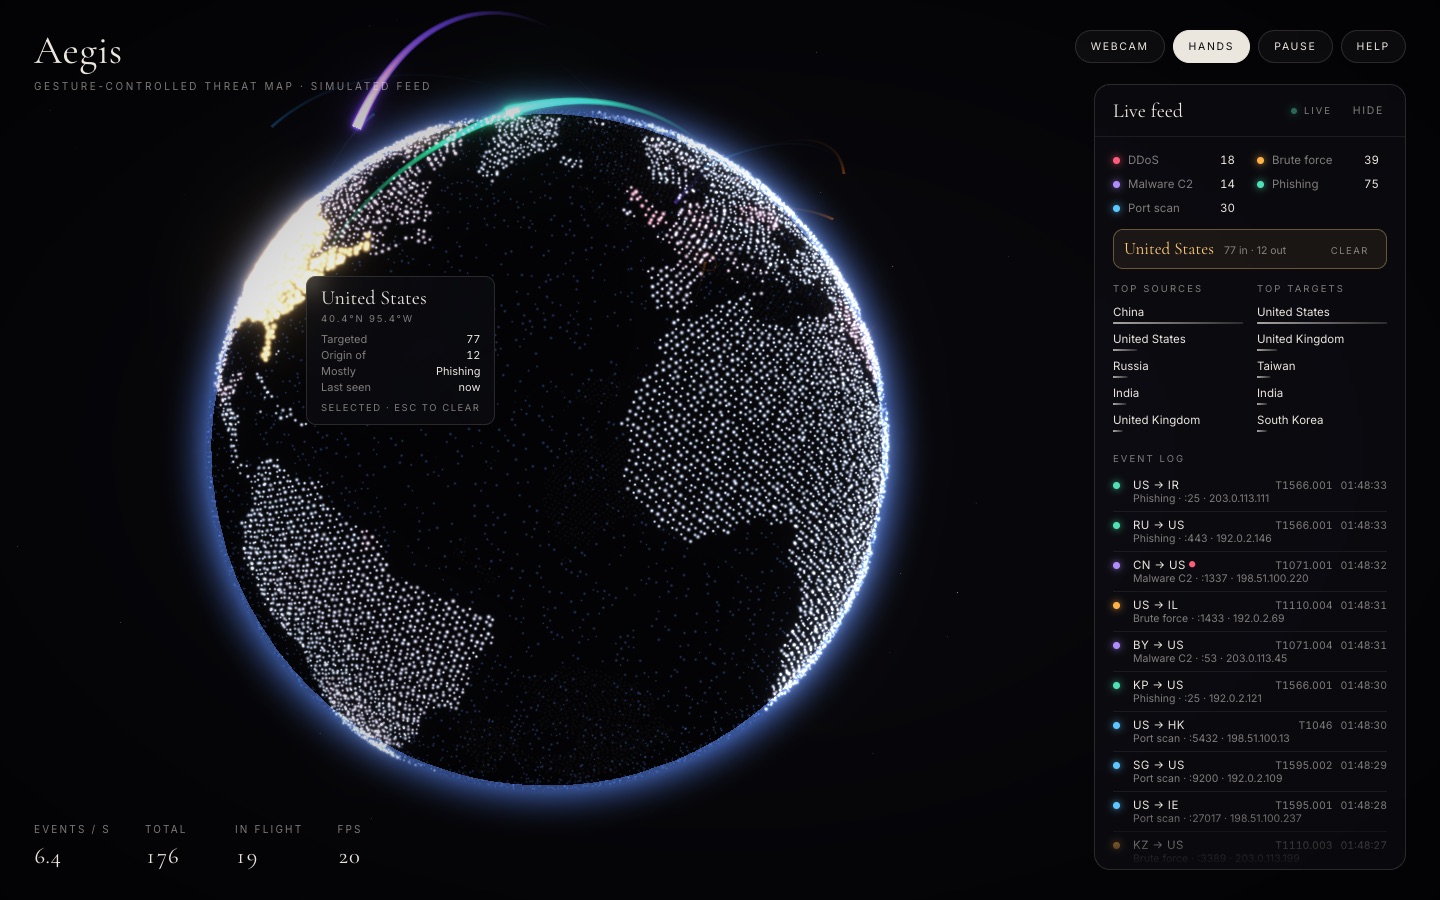 Aegis
GESTURE-CONTROLLED THREAT MAP · SIMULATED FEED
WEBCAM
HANDS
PAUSE
HELP
Live feed
LIVE
HIDE
DDoS 18
Brute force 39
Malware C2 14
Phishing 75
Port scan 30
United States 77 in · 12 out CLEAR
TOP SOURCES
China
United States
Russia
India
United Kingdom
TOP TARGETS
United States
United Kingdom
Taiwan
India
South Korea
EVENT LOG
US → IR T1566.001 01:48:33
Phishing · :25 · 203.0.113.111
RU → US T1566.001 01:48:33
Phishing · :443 · 192.0.2.146
CN → US T1071.001 01:48:32
Malware C2 · :1337 · 198.51.100.220
US → IL T1110.004 01:48:31
Brute force · :1433 · 192.0.2.69
BY → US T1071.004 01:48:31
Malware C2 · :53 · 203.0.113.45
KP → US T1566.001 01:48:30
Phishing · :25 · 192.0.2.121
US → HK T1046 01:48:30
Port scan · :5432 · 198.51.100.13
SG → US T1595.002 01:48:29
Port scan · :9200 · 192.0.2.109
US → IE T1595.001 01:48:28
Port scan · :27017 · 198.51.100.237
KZ → US T1110.003 01:48:27
Brute force · :3389 · 203.0.113.199
United States
40.4°N 95.4°W
Targeted 77
Origin of 12
Mostly Phishing
Last seen now
SELECTED · ESC TO CLEAR
EVENTS / S
6.4
TOTAL
176
IN FLIGHT
19
FPS
20